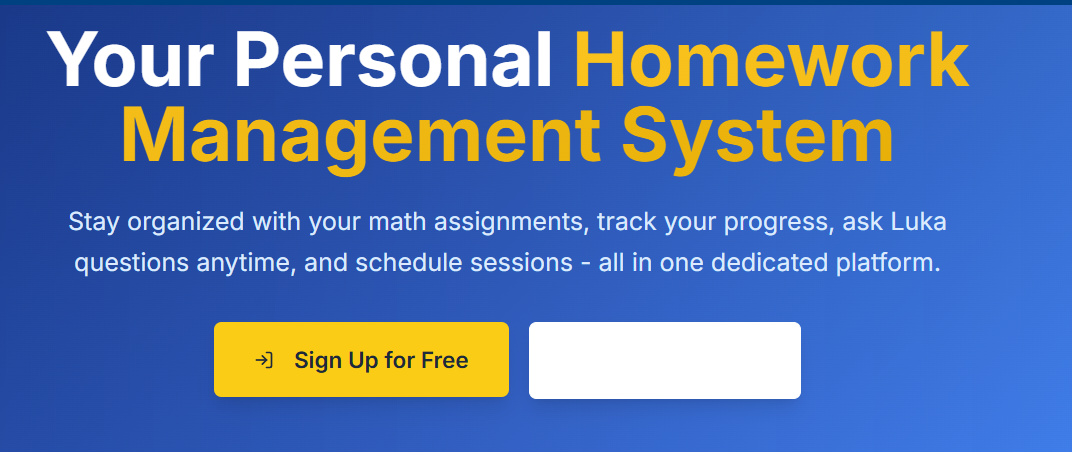 Your Personal Homework
Management System
Stay organized with your math assignments, track your progress, ask Luka
questions anytime, and schedule sessions - all in one dedicated platform.
Sign Up for Free